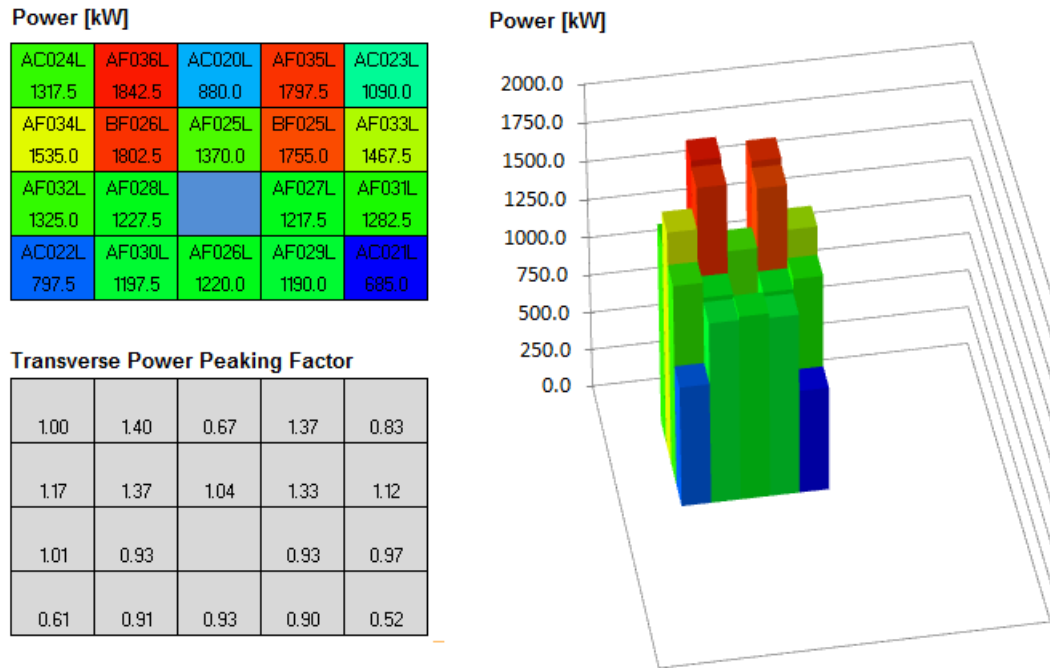 Power [kW]
AC024L AF036L AC020L AF035L AC023L
1317.5 1842.5 880.0 1797.5 1090.0
AF034L BF026L AF025L BF025L AF033L
1535.0 1802.5 1370.0 1755.0 1467.5
AF032L AF028L AF027L AF031L
1325.0 1227.5 1217.5 1282.5
AC022L AF030L AF026L AF029L AC021L
797.5 1197.5 1220.0 1190.0 685.0
Transverse Power Peaking Factor
1.00 1.40 0.67 1.37 0.83
1.17 1.37 1.04 1.33 1.12
1.01 0.93 0.93 0.97
0.61 0.91 0.93 0.90 0.52
Power [kW]
2000.0
1750.0
1500.0
1250.0
1000.0
750.0
500.0
250.0
0.0